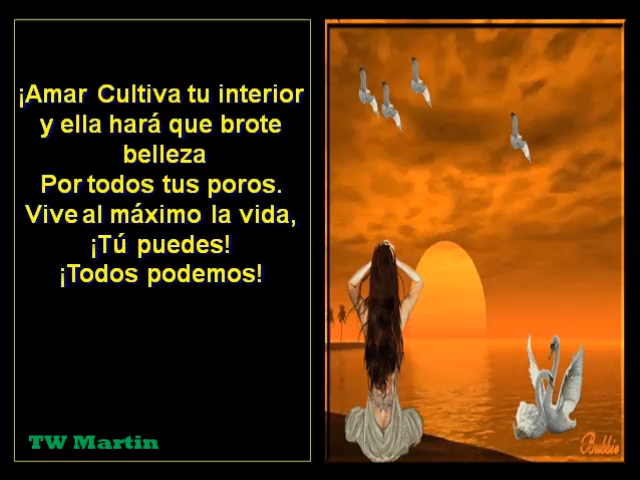 ¡Amar Cultiva tu interior
y ella hará que brote
belleza
Por todos tus poros.
Vive al máximo la vida,
¡Tú puedes!
¡Todos podemos!
TW Martin
Bubbie